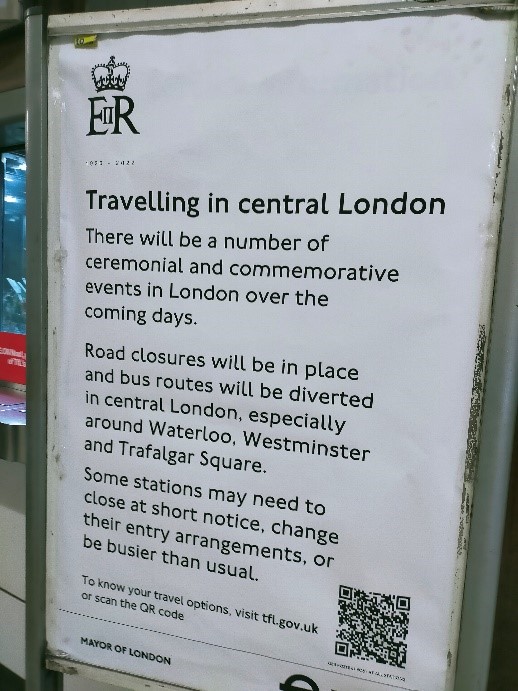 EIIR
Travelling in central London
There will be a number of
ceremonial and commemorative
events in London over the
coming days.
Road closures will be in place
and bus routes will be diverted
in central London, especially
around Waterloo, Westminster
and Trafalgar Square.
Some stations may need to
close at short notice, change
their entry arrangements, or
be busier than usual.
To know your travel options, visit tfl.gov.uk
or scan the QR code
MAYOR OF LONDON